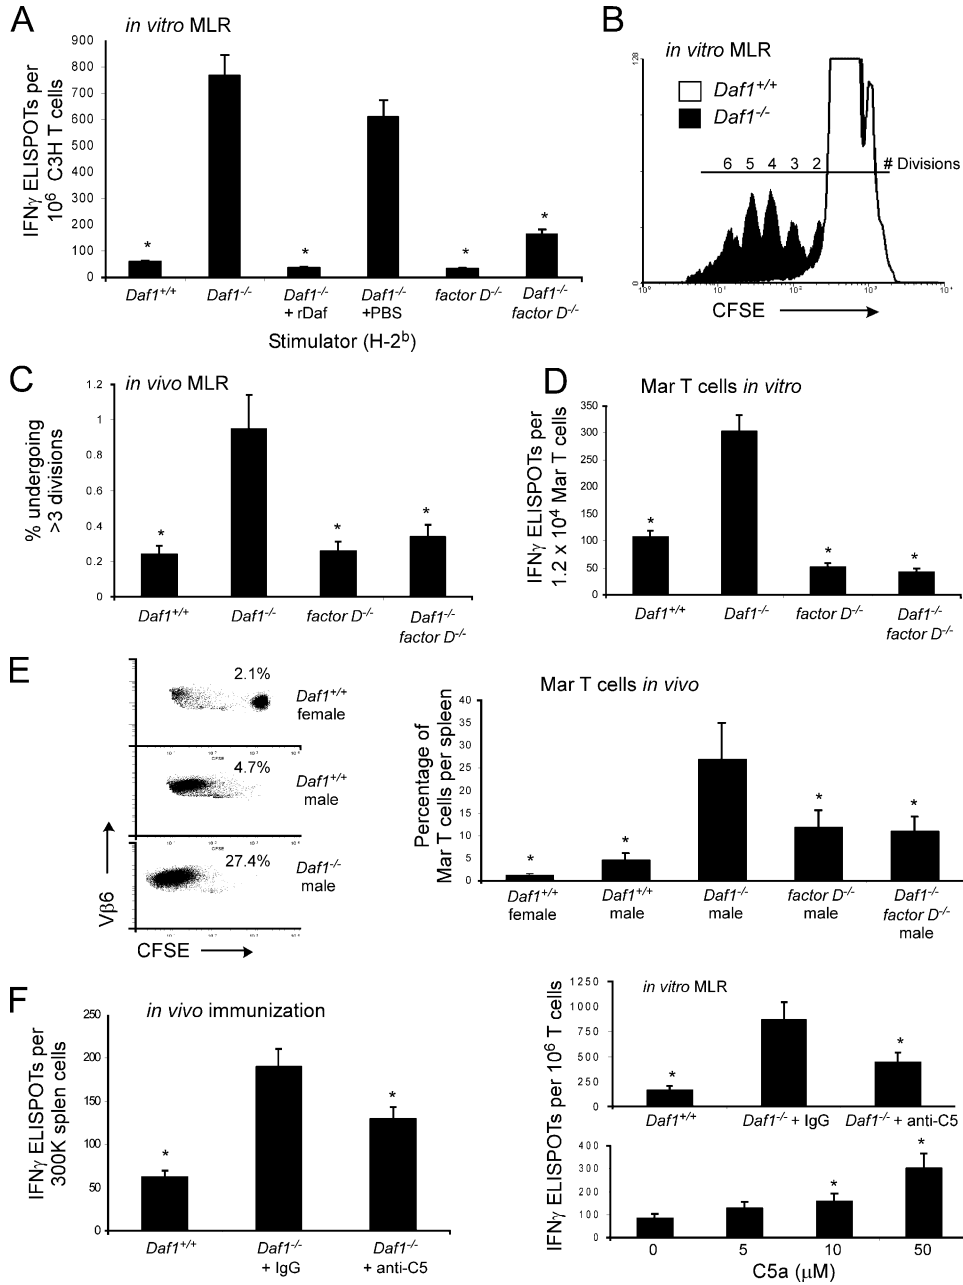 A
in vitro MLR
IFNγ ELISPOTs per
10⁶ C3H T cells
900
800
700
600
500
400
300
200
100
0
*
*
*
*
Daf1+/+
Daf1-/-
Daf1-/-
+ rDaf
Daf1-/-
+PBS
factor D-/-
Daf1-/-
factor D-/-
Stimulator (H-2ᵇ)
B
in vitro MLR
Daf1+/+
Daf1-/-
128
0
6 5 4 3 2
# Divisions
10⁰ 10¹ 10² 10³ 10⁴
CFSE
C
in vivo MLR
% undergoing
>3 divisions
1.2
1
0.8
0.6
0.4
0.2
0
*
*
*
Daf1+/+
Daf1-/-
factor D-/-
Daf1-/-
factor D-/-
D
Mar T cells in vitro
IFNγ ELISPOTs per
1.2 x 10⁴ Mar T cells
350
300
250
200
150
100
50
0
*
*
*
Daf1+/+
Daf1-/-
factor D-/-
Daf1-/-
factor D-/-
E
2.1%
Daf1+/+
female
CFSE
4.7%
Daf1+/+
male
CFSE
27.4%
Daf1-/-
male
Vβ6
CFSE
Mar T cells in vivo
Percentage of
Mar T cells per spleen
40
35
30
25
20
15
10
5
0
*
*
*
*
Daf1+/+
female
Daf1+/+
male
Daf1-/-
male
factor D-/-
male
Daf1-/-
factor D-/-
male
F
in vivo immunization
IFNγ ELISPOTs per
300K splen cells
250
200
150
100
50
0
*
*
Daf1+/+
Daf1-/-
+ IgG
Daf1-/-
+ anti-C5
in vitro MLR
IFNγ ELISPOTs per 10⁶ T cells
1250
1000
750
500
250
0
*
*
Daf1+/+
Daf1-/- + IgG
Daf1-/- + anti-C5
400
300
200
100
0
*
*
0 5 10 50
C5a (μM)